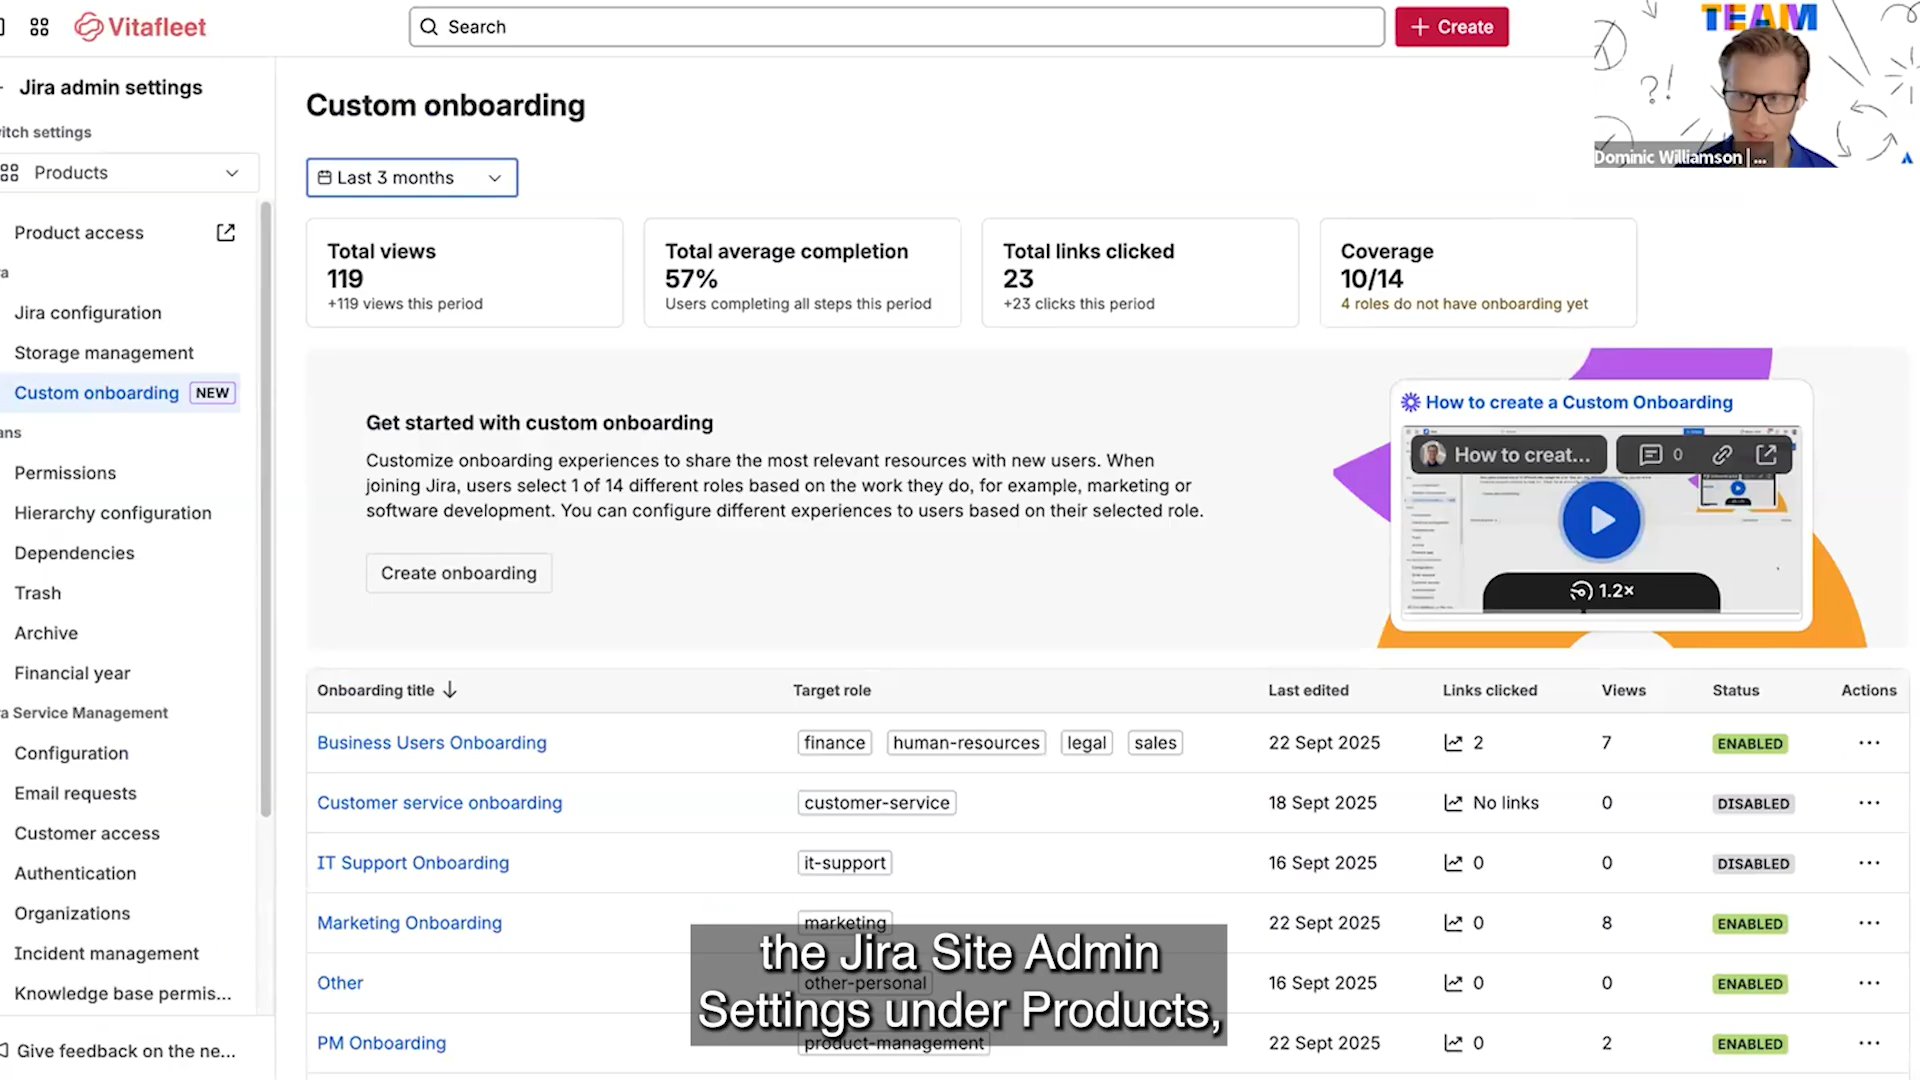 Vitafleet
Search
+ Create
TEAM
Jira admin settings
itch settings
Products
Product access
a
Jira configuration
Storage management
Custom onboarding NEW
ans
Permissions
Hierarchy configuration
Dependencies
Trash
Archive
Financial year
a Service Management
Configuration
Email requests
Customer access
Authentication
Organizations
Incident management
Knowledge base permis...
Give feedback on the ne...
Custom onboarding
Dominic Williamson | ...
Last 3 months
Total views
119
+119 views this period
Total average completion
57%
Users completing all steps this period
Total links clicked
23
+23 clicks this period
Coverage
10/14
4 roles do not have onboarding yet
Get started with custom onboarding
Customize onboarding experiences to share the most relevant resources with new users. When
joining Jira, users select 1 of 14 different roles based on the work they do, for example, marketing or
software development. You can configure different experiences to users based on their selected role.
Create onboarding
How to create a Custom Onboarding
How to creat... 0
1.2×
Onboarding title Target role Last edited Links clicked Views Status Actions
Business Users Onboarding finance human-resources legal sales 22 Sept 2025 2 7 ENABLED ...
Customer service onboarding customer-service 18 Sept 2025 No links 0 DISABLED ...
IT Support Onboarding it-support 16 Sept 2025 0 0 DISABLED ...
Marketing Onboarding marketing 22 Sept 2025 0 8 ENABLED ...
Other other-personal 16 Sept 2025 0 0 ENABLED ...
PM Onboarding product-management 22 Sept 2025 0 2 ENABLED ...
the Jira Site Admin
Settings under Products,